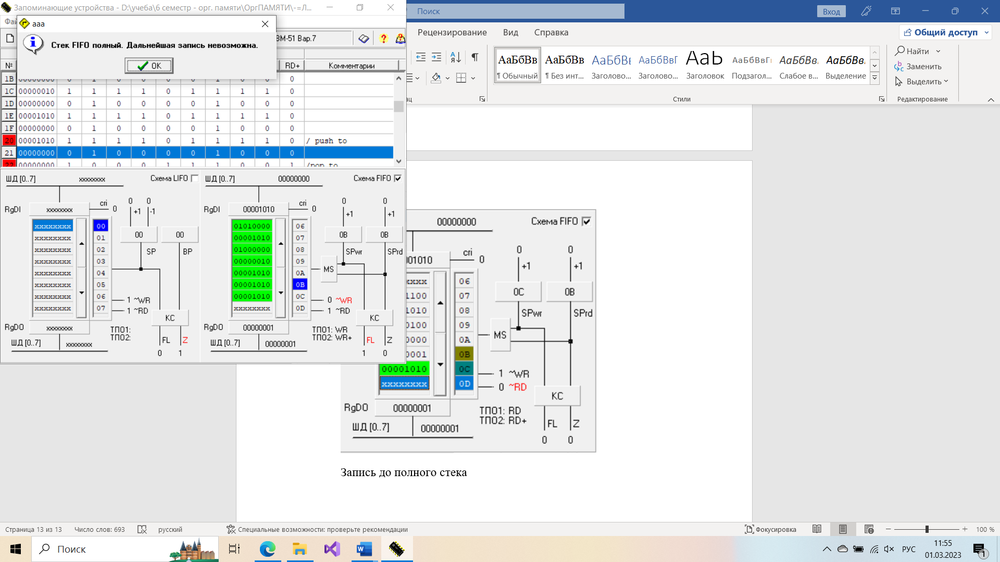 Запоминающие устройства - D:\учеба\6 семестр - орг. памяти\ОргПАМЯТИ\-=Л...
Поиск
Вход
Фай
aaa
Стек FIFO полный. Дальнейшая запись невозможна.
OK
ВМ-51 Вар.7
Рецензирование
Вид
Справка
Общий доступ
№
RD+
Комментарии
1B 00000000 0 1 0 0 0 0 1 0 0 0
1C 00000010 1 1 1 1 0 1 1 1 1 0
1D 00000000 0 1 0 0 0 0 1 0 0 0
1E 00001010 1 1 1 1 0 1 1 1 1 0
1F 00000000 0 1 0 0 0 0 1 0 0 0
20 00001010 1 1 1 1 0 1 1 1 1 0 / push to
21 00000000 0 1 0 0 0 0 1 0 0 0
22 00000000 1 0 0 0 1 1 1 0 0 1 /pop to
АаБбВв АаБбВв АаБбВı АаБбВвГ АаЬ АаБбВвГı АаБбВвı АаБбВвı
¶ Обычный
¶ Без инт...
Заголово...
Заголово...
Заголовок
Подзагол...
Слабое в...
Выделение
ац
Стили
Найти
Заменить
Выделить
Редактирование
ШД [0..7]
xxxxxxxx
Схема LIFO
RgDI
xxxxxxxx
cri
0
0
0
+1
-1
xxxxxxxx 00
xxxxxxxx 01
xxxxxxxx 02
xxxxxxxx 03
xxxxxxxx 04
xxxxxxxx 05
xxxxxxxx 06
xxxxxxxx 07
00
00
SP
BP
1 ~WR
1 ~RD
КС
RgDO
xxxxxxxx
ТПО1:
ТПО2:
ШД [0..7]
xxxxxxxx
FL
Z
0
1
ШД [0..7]
00000000
Схема FIFO
RgDI
00001010
cri
0
0
0
+1
+1
01010000 06
00001010 07
01000000 08
00000010 09
00001010 0A
00001010 0B
00001010 0C
xxxxxxxx 0D
0B
0B
SPwr
SPrd
MS
0 ~WR
1 ~RD
КС
RgDO
00000001
ТПО1: WR
ТПО2: WR+
ШД [0..7]
00000001
FL
Z
1
0
00000000
Схема FIFO
01010
cri
0
0
0
+1
+1
xxxx 06
1100 07
1010 08
0100 09
0000 0A
0001 0B
00001010 0C
xxxxxxxx 0D
0C
0B
SPwr
SPrd
MS
1 ~WR
0 ~RD
КС
RgDO
00000001
ТПО1: RD
ТПО2: RD+
ШД [0..7]
00000001
FL
Z
0
0
Запись до полного стека
Страница 13 из 13
Число слов: 693
русский
Специальные возможности: проверьте рекомендации
Фокусировка
100 %
Поиск
РУС
11:55
01.03.2023
1